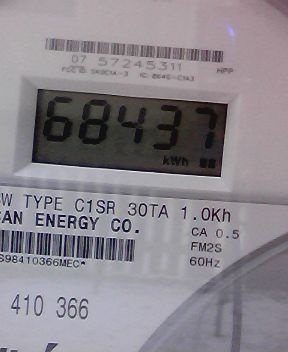 07 57245311
68437
kWh
W TYPE C1SR 30TA 1.0Kh
AN ENERGY CO.
CA 0.5
FM2S
60Hz
S98410366MEC*
410 366